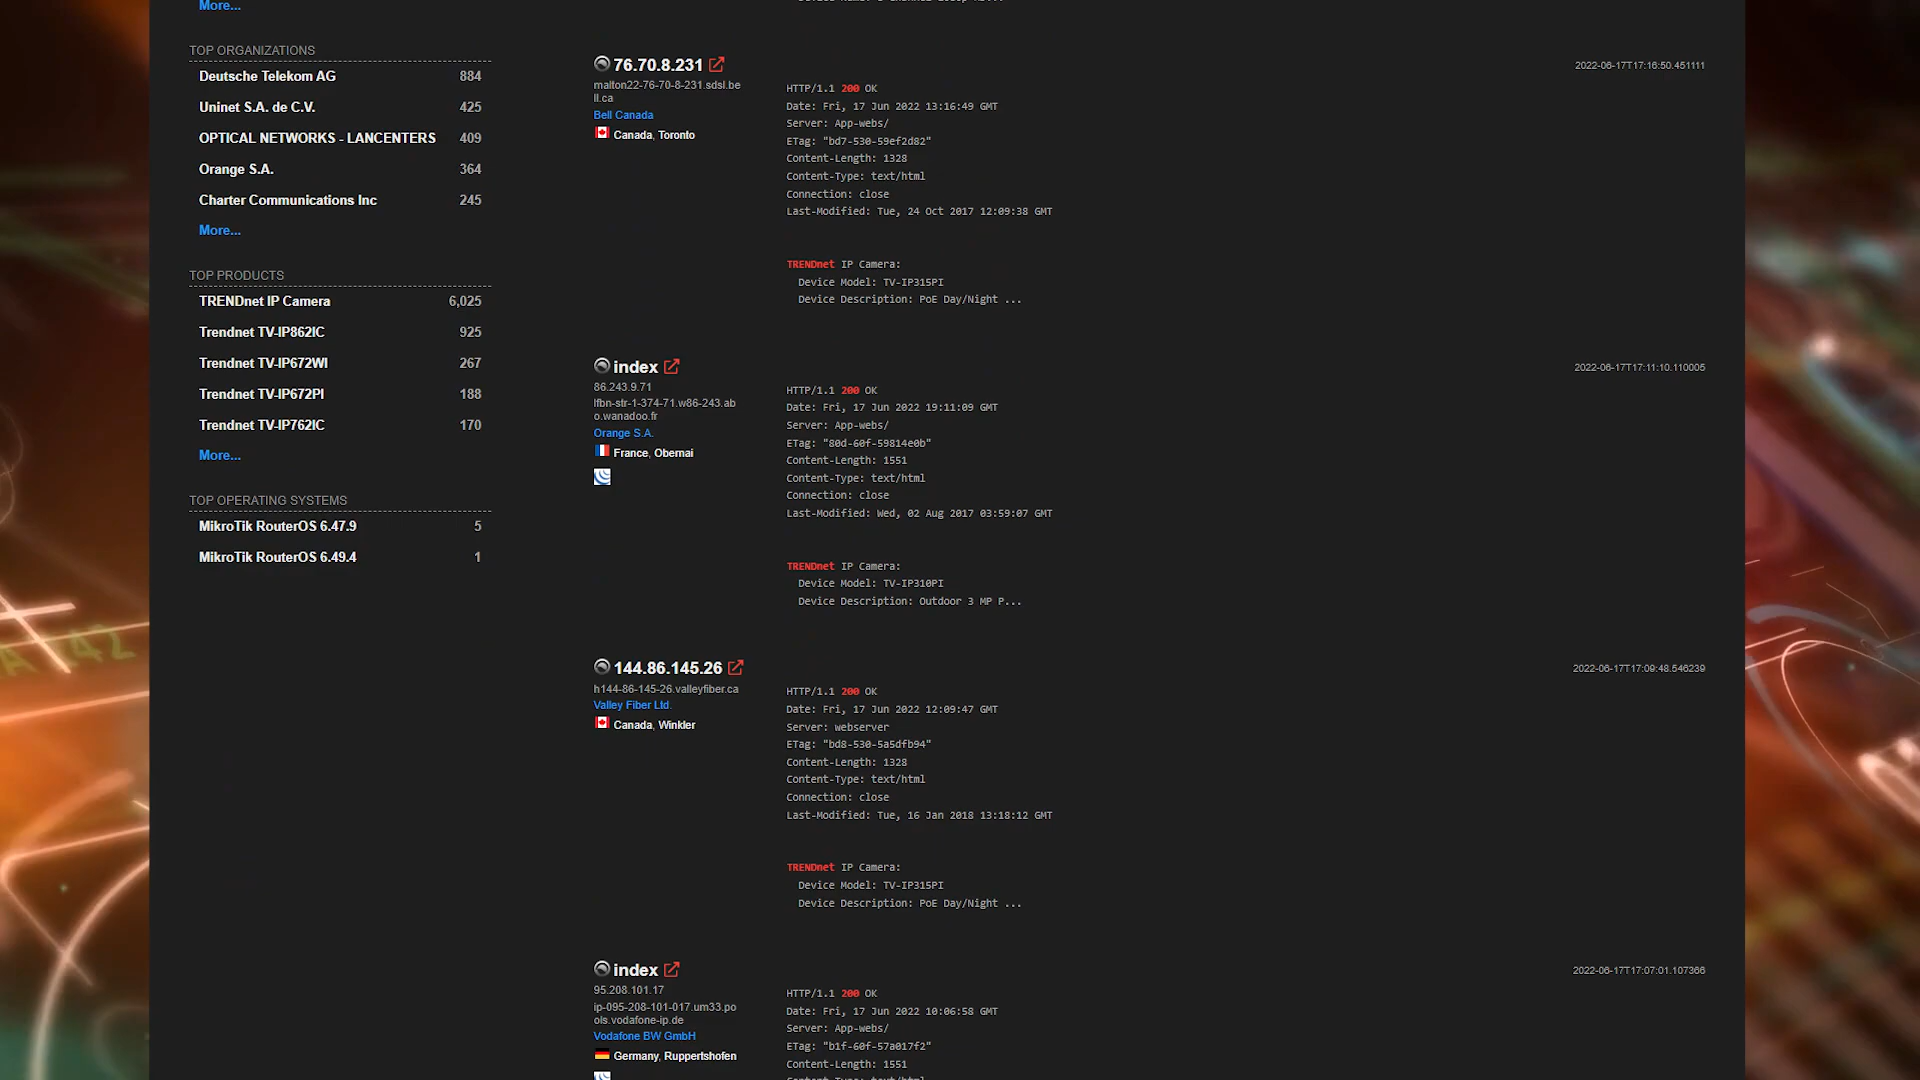 More...
TOP ORGANIZATIONS
Deutsche Telekom AG 884
Uninet S.A. de C.V. 425
OPTICAL NETWORKS - LANCENTERS 409
Orange S.A. 364
Charter Communications Inc 245
More...
TOP PRODUCTS
TRENDnet IP Camera 6,025
Trendnet TV-IP862IC 925
Trendnet TV-IP672WI 267
Trendnet TV-IP672PI 188
Trendnet TV-IP762IC 170
More...
TOP OPERATING SYSTEMS
MikroTik RouterOS 6.47.9 5
MikroTik RouterOS 6.49.4 1
76.70.8.231
malton22-76-70-8-231.sdsl.be
ll.ca
Bell Canada
Canada, Toronto
2022-06-17T17:16:50.451111
HTTP/1.1 200 OK
Date: Fri, 17 Jun 2022 13:16:49 GMT
Server: App-webs/
ETag: "bd7-530-59ef2d82"
Content-Length: 1328
Content-Type: text/html
Connection: close
Last-Modified: Tue, 24 Oct 2017 12:09:38 GMT
TRENDnet IP Camera:
Device Model: TV-IP315PI
Device Description: PoE Day/Night ...
index
86.243.9.71
lfbn-str-1-374-71.w86-243.ab
o.wanadoo.fr
Orange S.A.
France, Obernai
2022-06-17T17:11:10.110005
HTTP/1.1 200 OK
Date: Fri, 17 Jun 2022 19:11:09 GMT
Server: App-webs/
ETag: "80d-60f-59814e0b"
Content-Length: 1551
Content-Type: text/html
Connection: close
Last-Modified: Wed, 02 Aug 2017 03:59:07 GMT
TRENDnet IP Camera:
Device Model: TV-IP310PI
Device Description: Outdoor 3 MP P...
144.86.145.26
h144-86-145-26.valleyfiber.ca
Valley Fiber Ltd.
Canada, Winkler
2022-06-17T17:09:48.546239
HTTP/1.1 200 OK
Date: Fri, 17 Jun 2022 12:09:47 GMT
Server: webserver
ETag: "bd8-530-5a5dfb94"
Content-Length: 1328
Content-Type: text/html
Connection: close
Last-Modified: Tue, 16 Jan 2018 13:18:12 GMT
TRENDnet IP Camera:
Device Model: TV-IP315PI
Device Description: PoE Day/Night ...
index
95.208.101.17
ip-095-208-101-017.um33.po
ols.vodafone-ip.de
Vodafone BW GmbH
Germany, Ruppertshofen
2022-06-17T17:07:01.107366
HTTP/1.1 200 OK
Date: Fri, 17 Jun 2022 10:06:58 GMT
Server: App-webs/
ETag: "b1f-60f-57a017f2"
Content-Length: 1551